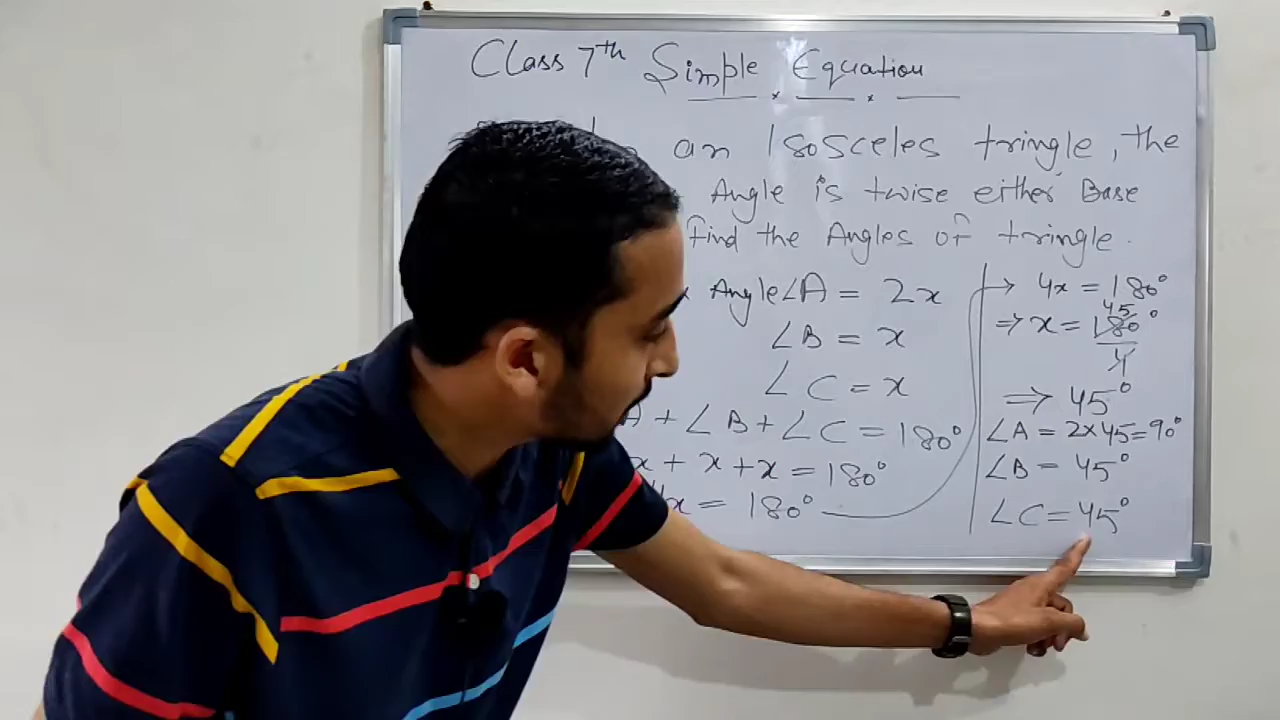 Class 7th Simple Equation
an Isosceles tringle, the
Angle is twise either Base
find the Angles of tringle.
Angle∠A = 2x
∠B = x
∠C = x
A + ∠B + ∠C = 180°
x + x + x = 180°
4x = 180°
→ 4x = 180°
45
⇒ x = 180°
4
⇒ 45°
∠A = 2x45=90°
∠B = 45°
∠C = 45°